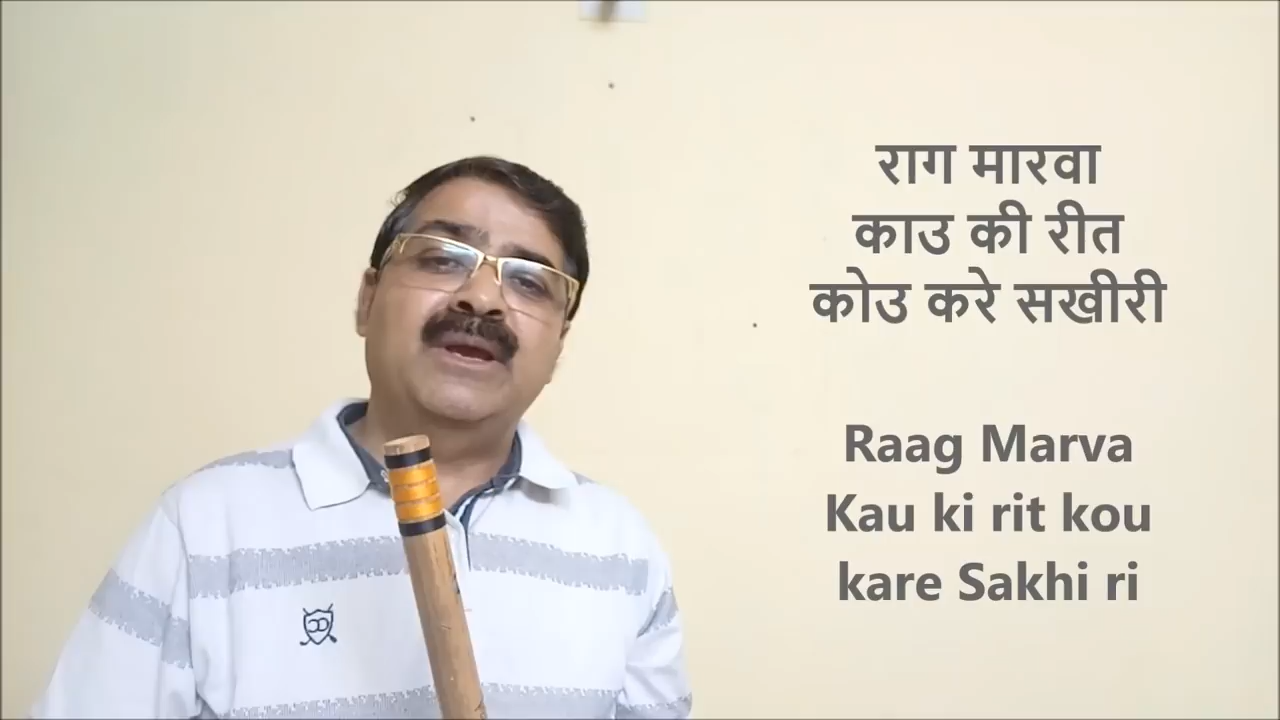 राग मारवा
काउ की रीत
कोउ करे सखीरी
Raag Marva
Kau ki rit kou
kare Sakhi ri